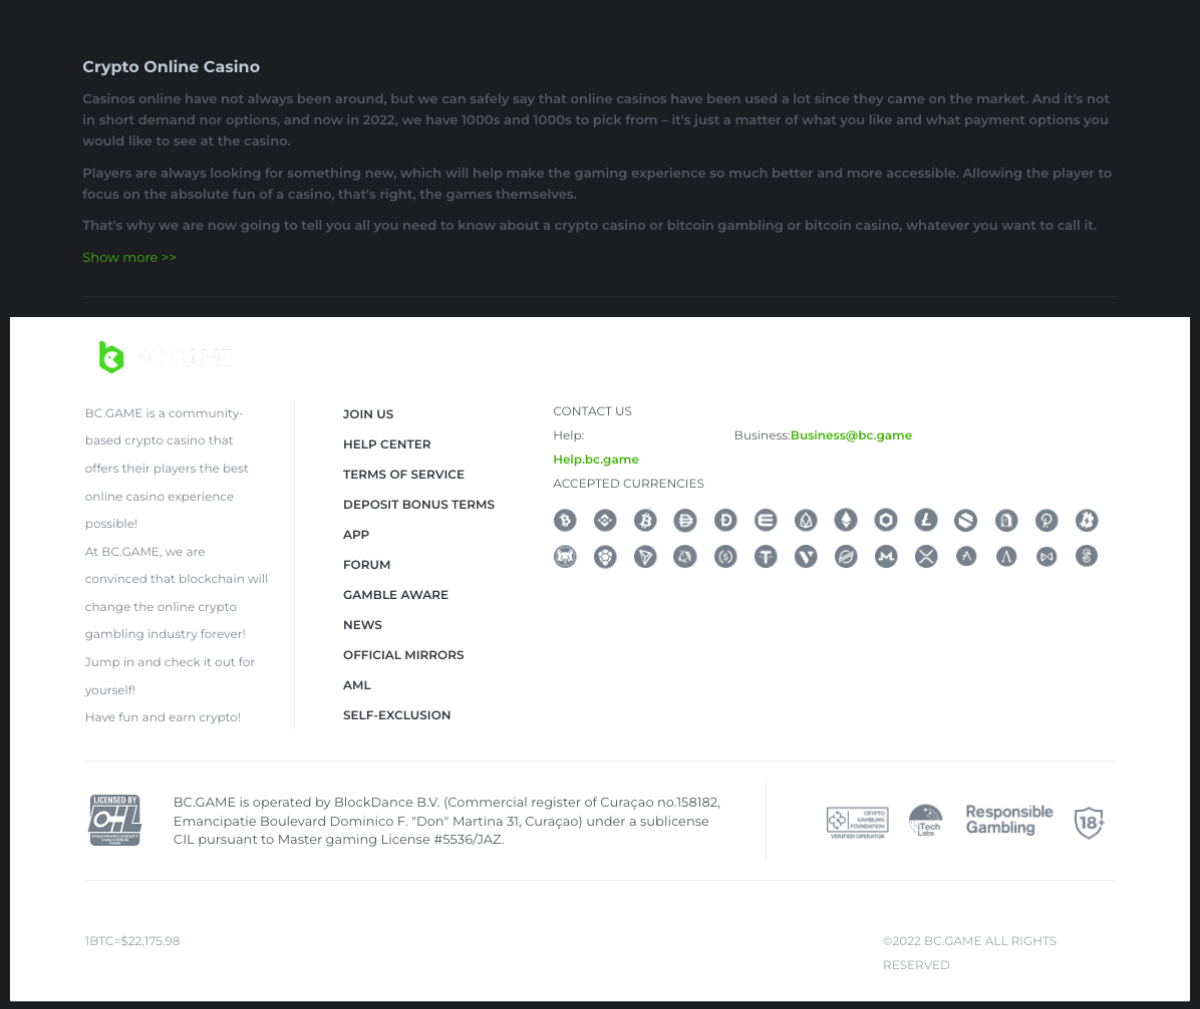 Crypto Online Casino
Casinos online have not always been around, but we can safely say that online casinos have been used a lot since they came on the market. And it's not
in short demand nor options, and now in 2022, we have 1000s and 1000s to pick from – it's just a matter of what you like and what payment options you
would like to see at the casino.
Players are always looking for something new, which will help make the gaming experience so much better and more accessible. Allowing the player to
focus on the absolute fun of a casino, that's right, the games themselves.
That's why we are now going to tell you all you need to know about a crypto casino or bitcoin gambling or bitcoin casino, whatever you want to call it.
Show more >>
BC.GAME
BC.GAME is a community-
based crypto casino that
offers their players the best
online casino experience
possible!
At BC.GAME, we are
convinced that blockchain will
change the online crypto
gambling industry forever!
Jump in and check it out for
yourself!
Have fun and earn crypto!
JOIN US
HELP CENTER
TERMS OF SERVICE
DEPOSIT BONUS TERMS
APP
FORUM
GAMBLE AWARE
NEWS
OFFICIAL MIRRORS
AML
SELF-EXCLUSION
CONTACT US
Help:
Help.bc.game
Business:Business@bc.game
ACCEPTED CURRENCIES
LICENSED BY
BC.GAME is operated by BlockDance B.V. (Commercial register of Curaçao no.158182,
Emancipatie Boulevard Dominico F. "Don" Martina 31, Curaçao) under a sublicense
CIL pursuant to Master gaming License #5536/JAZ.
CRYPTO
GAMBLING
FOUNDATION
VERIFIED OPERATOR
iTech
Labs
Responsible
Gambling
18+
1BTC=$22,175.98
©2022 BC.GAME ALL RIGHTS
RESERVED